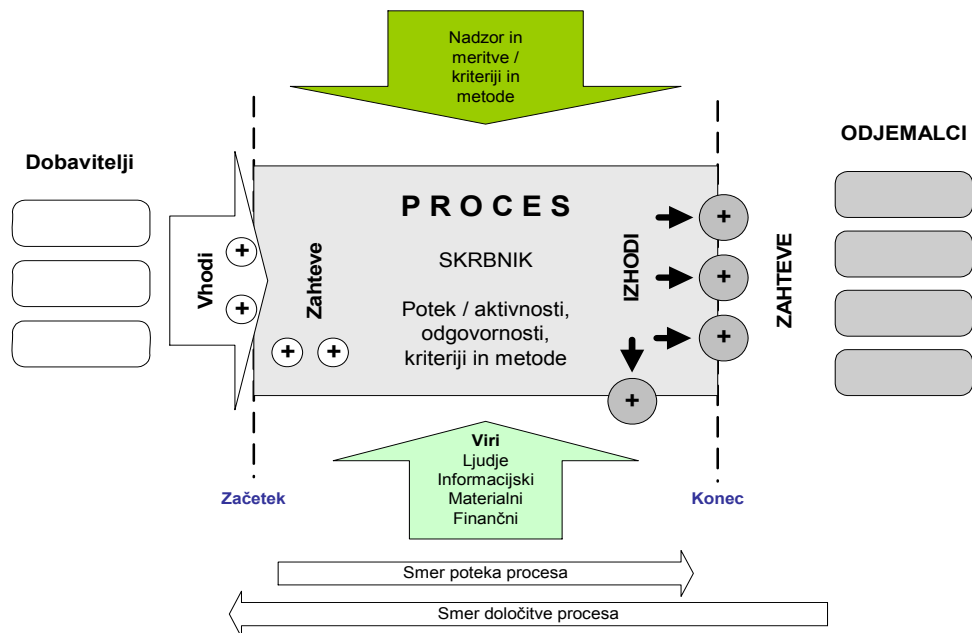 Nadzor in
meritve /
kriteriji in
metode
ODJEMALCI
Dobavitelji
P R O C E S
SKRBNIK
Potek / aktivnosti,
odgovornosti,
kriteriji in metode
Vhodi
+
+
Zahteve
+ +
IZHODI
+
+
+
+
ZAHTEVE
Viri
Ljudje
Informacijski
Materialni
Finančni
Začetek
Konec
Smer poteka procesa
Smer določitve procesa